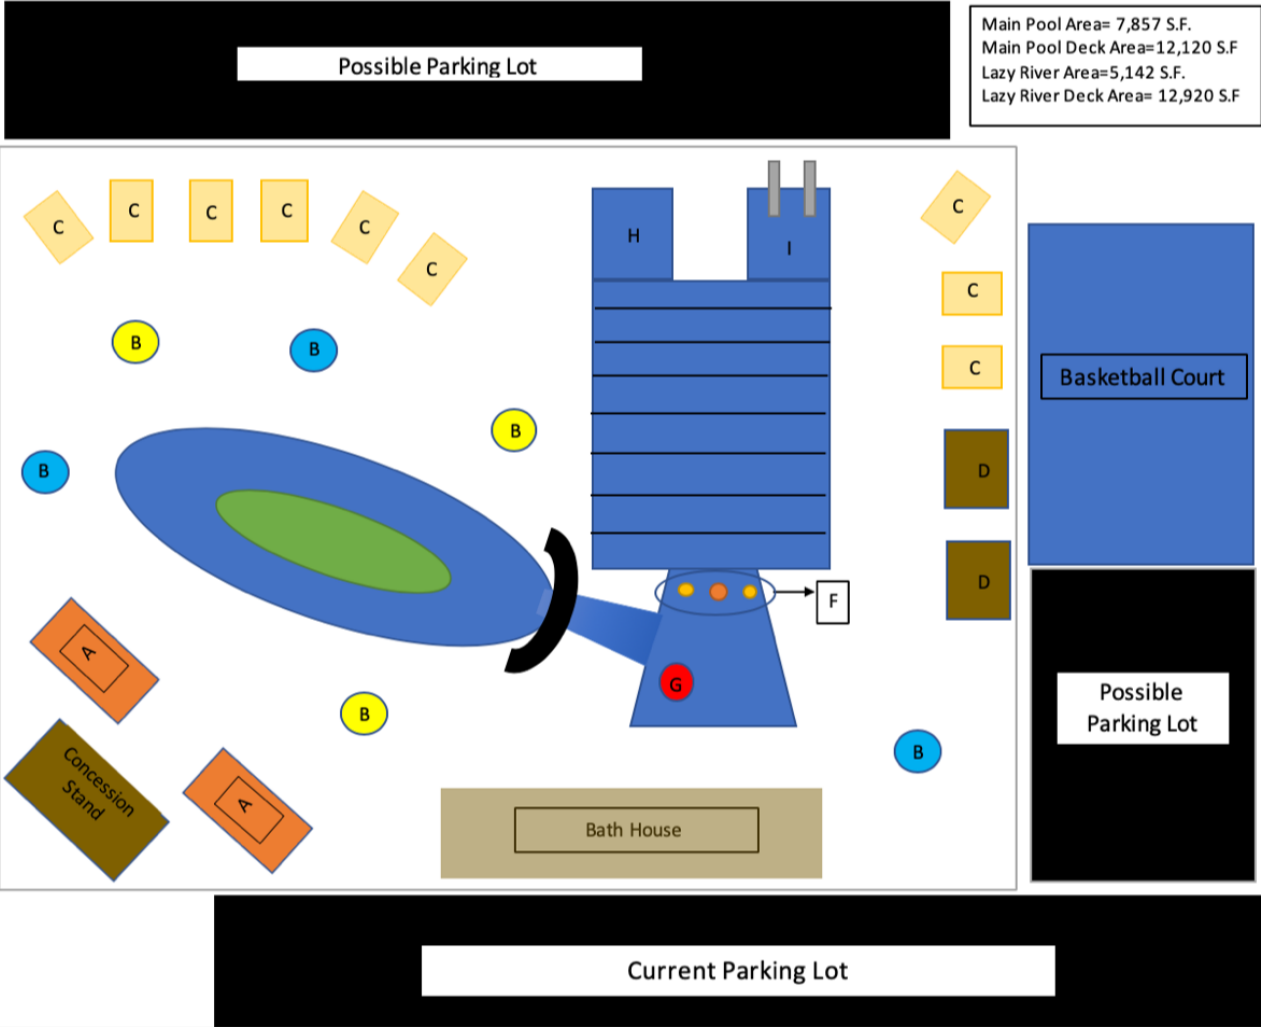 Possible Parking Lot
Main Pool Area= 7,857 S.F.
Main Pool Deck Area=12,120 S.F
Lazy River Area=5,142 S.F.
Lazy River Deck Area= 12,920 S.F
C
C
C
C
C
C
H
I
C
C
C
B
B
B
B
Basketball Court
D
D
F
A
G
B
B
Concession
Stand
A
Bath House
Possible
Parking Lot
Current Parking Lot